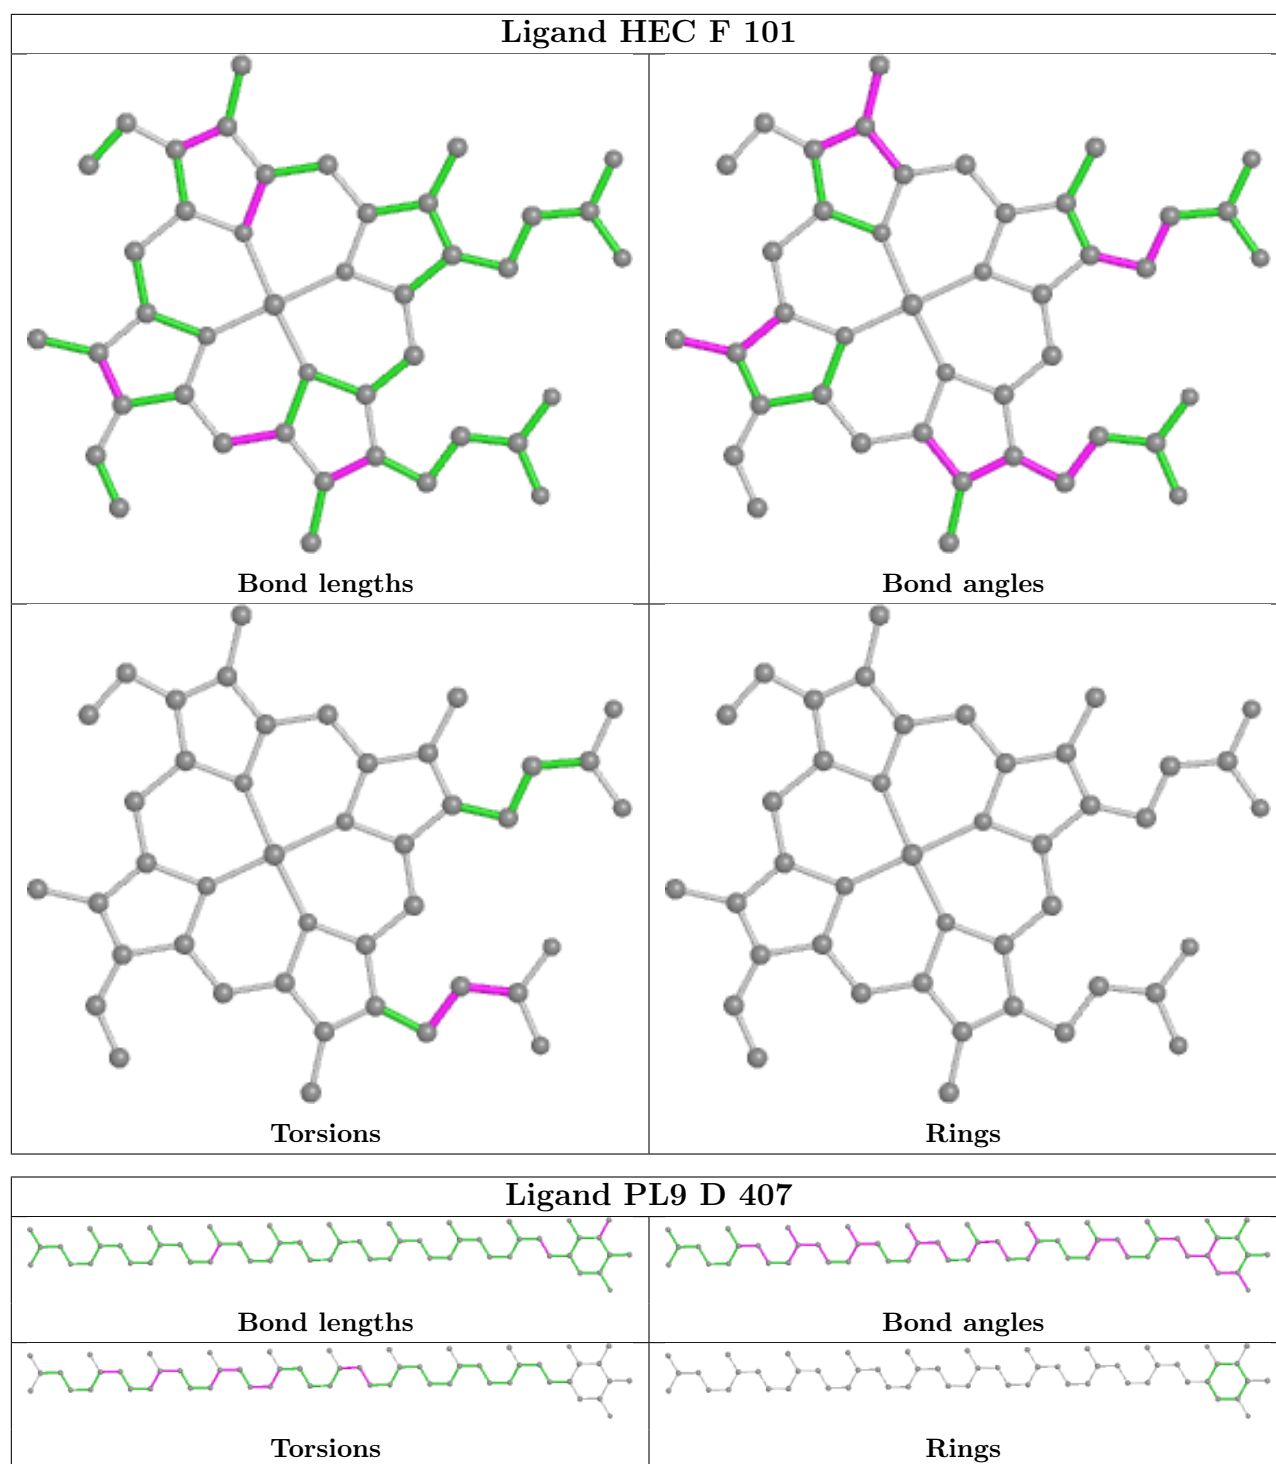 Ligand HEC F 101
Bond lengths
Bond angles
Torsions
Rings
Ligand PL9 D 407
Bond lengths
Bond angles
Torsions
Rings